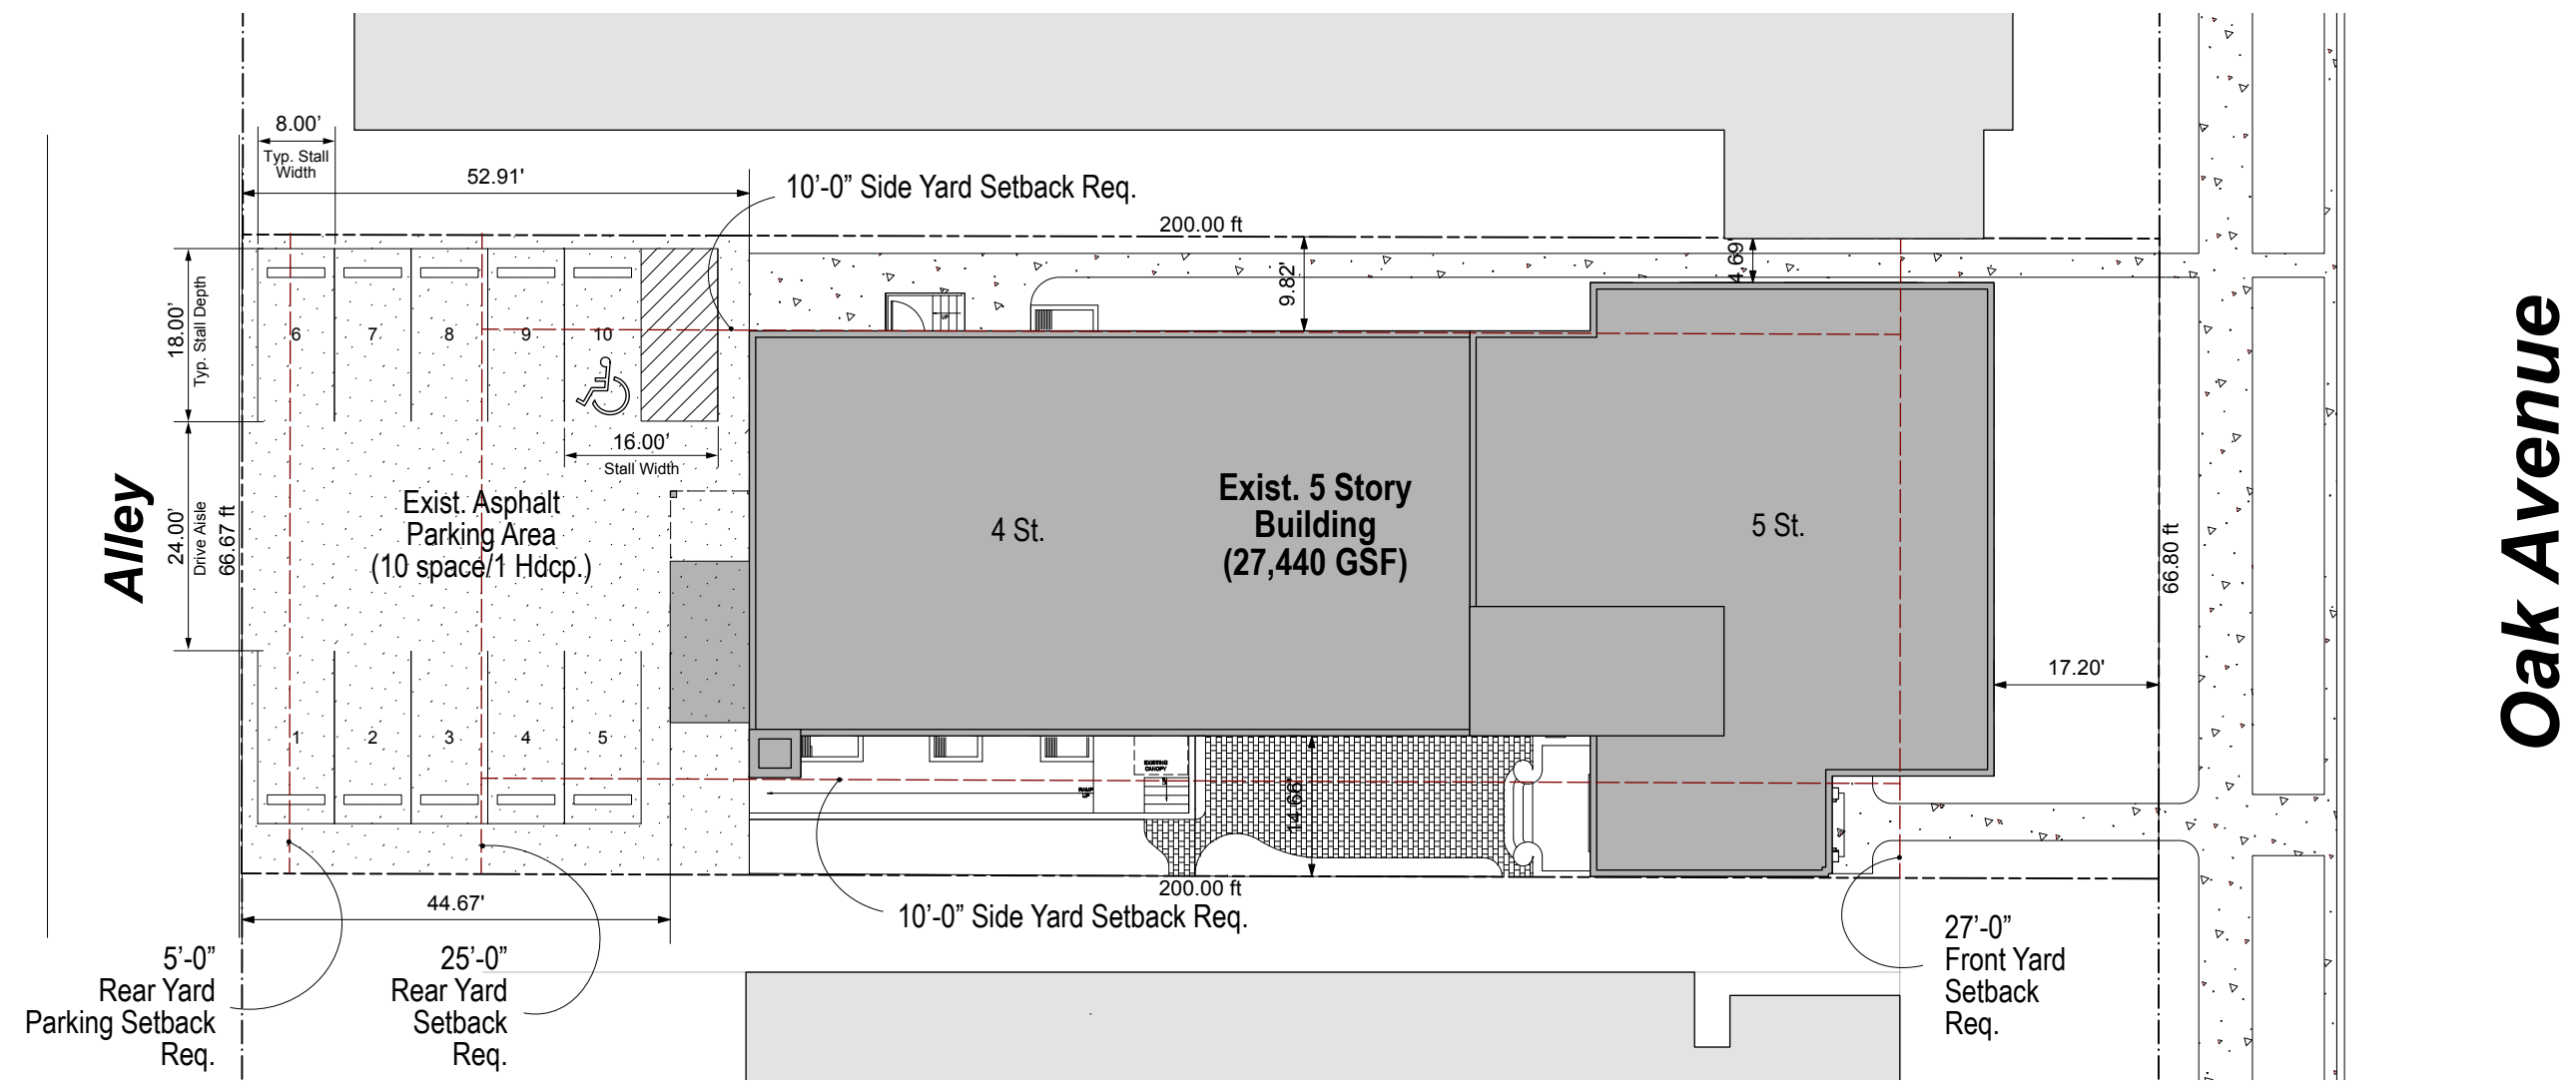 8.00'
Typ. Stall
Width
52.91'
10'-0” Side Yard Setback Req.
200.00 ft
9.82'
4.69'
18.00'
Typ. Stall Depth
6
7
8
9
10
16.00'
Stall Width
Alley
24.00'
Drive Aisle
66.67 ft
Exist. Asphalt
Parking Area
(10 space/1 Hdcp.)
4 St.
Exist. 5 Story
Building
(27,440 GSF)
5 St.
66.80 ft
Oak Avenue
17.20'
1
2
3
4
5
UP
EXISTING
CANOPY
RAMP
UP
14.66'
200.00 ft
10’-0” Side Yard Setback Req.
44.67'
5’-0”
Rear Yard
Parking Setback
Req.
25’-0”
Rear Yard
Setback
Req.
27’-0”
Front Yard
Setback
Req.